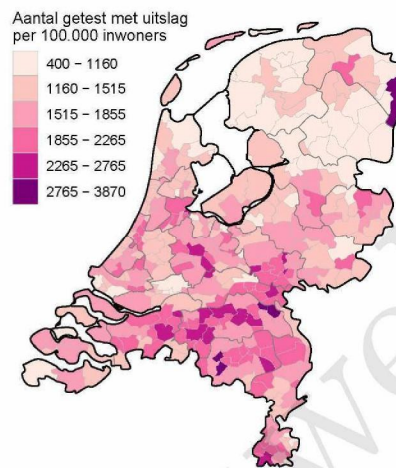 Aantal getest met uitslag
per 100.000 inwoners
400 – 1160
1160 – 1515
1515 – 1855
1855 – 2265
2265 – 2765
2765 – 3870
we